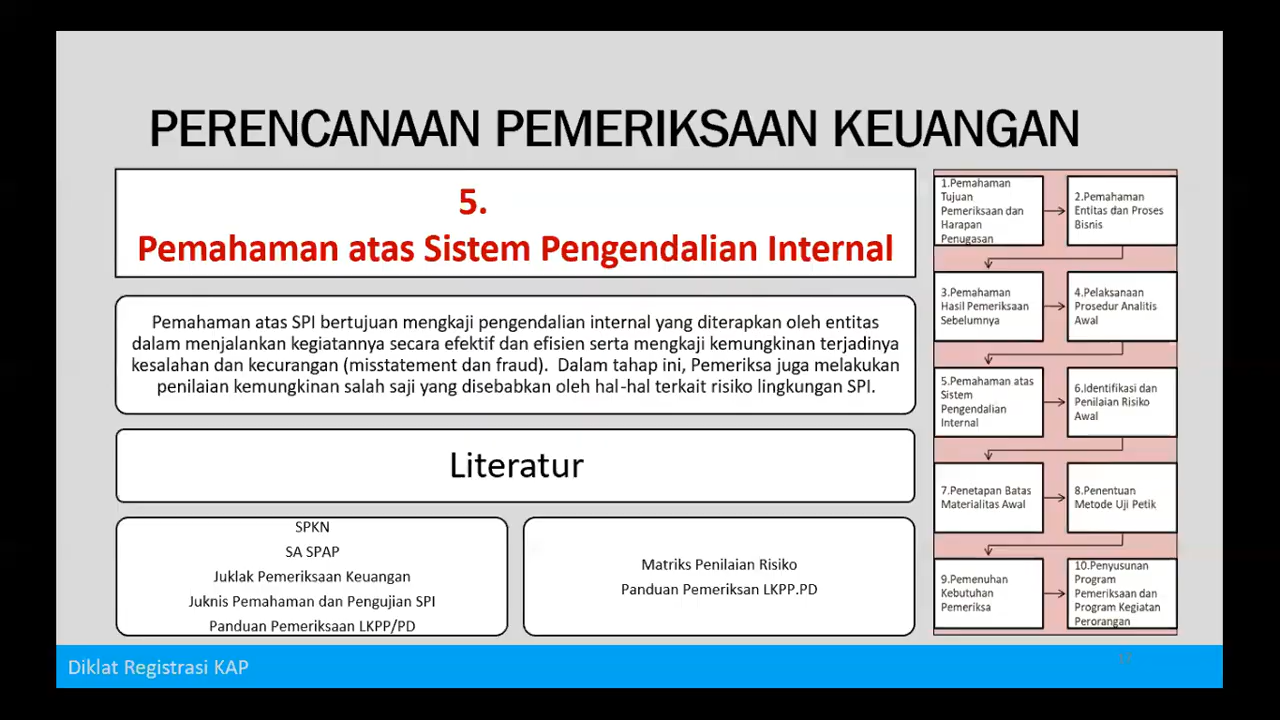 PERENCANAAN PEMERIKSAAN KEUANGAN
5.
Pemahaman atas Sistem Pengendalian Internal
Pemahaman atas SPI bertujuan mengkaji pengendalian internal yang diterapkan oleh entitas
dalam menjalankan kegiatannya secara efektif dan efisien serta mengkaji kemungkinan terjadinya
kesalahan dan kecurangan (misstatement dan fraud).  Dalam tahap ini, Pemeriksa juga melakukan
penilaian kemungkinan salah saji yang disebabkan oleh hal-hal terkait risiko lingkungan SPI.
Literatur
SPKN
SA SPAP
Juklak Pemeriksaan Keuangan
Juknis Pemahaman dan Pengujian SPI
Panduan Pemeriksaan LKPP/PD
Matriks Penilaian Risiko
Panduan Pemeriksan LKPP.PD
1.Pemahaman
Tujuan
Pemeriksaan dan
Harapan
Penugasan
2.Pemahaman
Entitas dan Proses
Bisnis
3.Pemahaman
Hasil Pemeriksaan
Sebelumnya
4.Pelaksanaan
Prosedur Analitis
Awal
5.Pemahaman atas
Sistem
Pengendalian
Internal
6.Identifikasi dan
Penilaian Risiko
Awal
7.Penetapan Batas
Materialitas Awal
8.Penentuan
Metode Uji Petik
9.Pemenuhan
Kebutuhan
Pemeriksa
10.Penyusunan
Program
Pemeriksaan dan
Program Kegiatan
Perorangan
Diklat Registrasi KAP